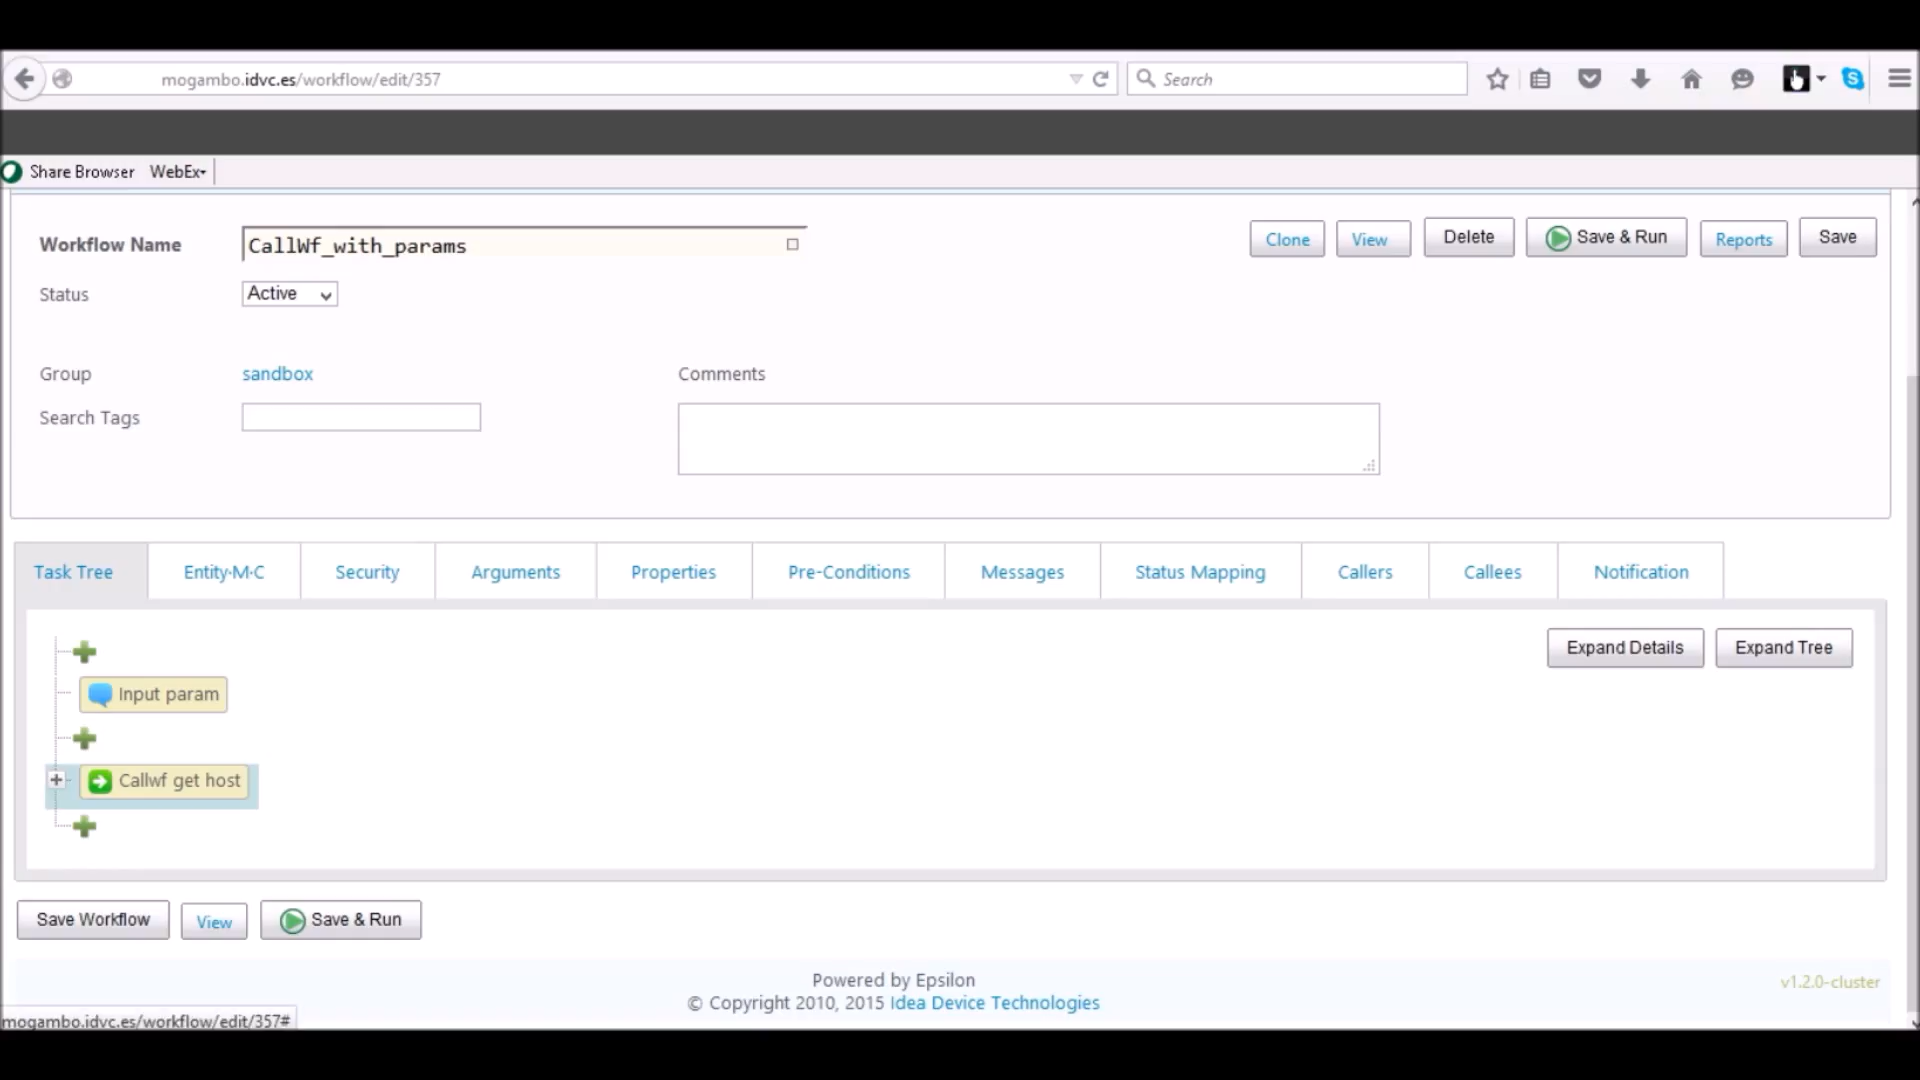 mogambo.idvc.es/workflow/edit/357
Search
Share Browser WebEx
Workflow Name CallWf_with_params Clone View Delete Save & Run Reports Save
Status Active
Group sandbox Comments
Search Tags
Task Tree Entity-M-C Security Arguments Properties Pre-Conditions Messages Status Mapping Callers Callees Notification
Expand Details Expand Tree
Input param
Callwf get host
Save Workflow View Save & Run
Powered by Epsilon
v1.2.0-cluster
© Copyright 2010, 2015 Idea Device Technologies
mogambo.idvc.es/workflow/edit/357#